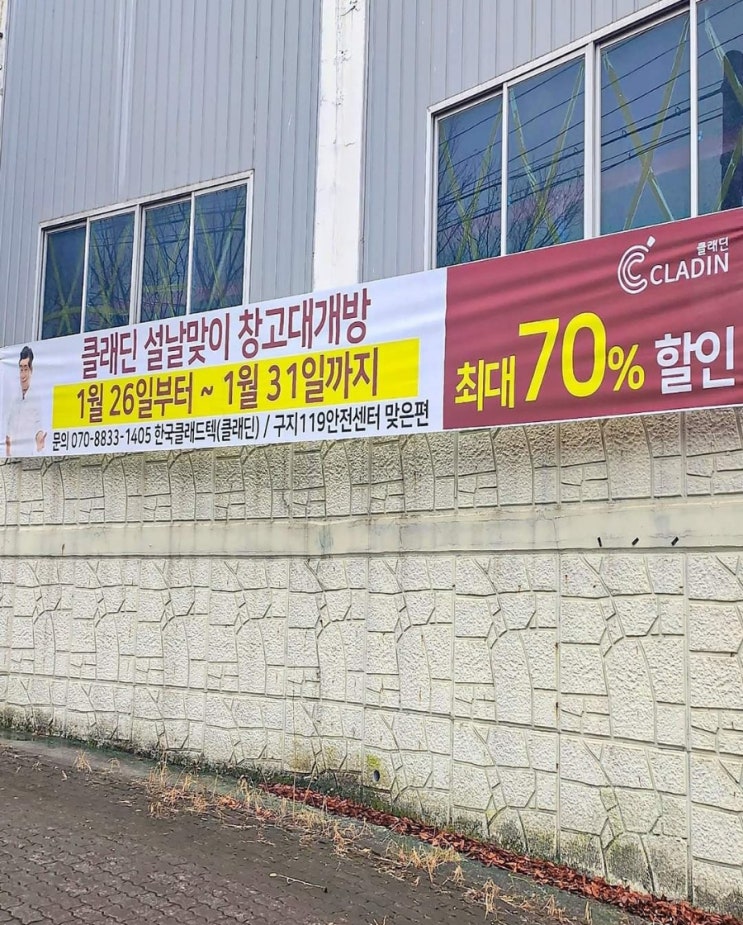 클래딘 설날맞이 창고대개방
1월 26일부터 ~ 1월 31일까지
문의 070-8833-1405 한국클래드텍(클래딘) / 구지119안전센터 맞은편
클래딘
CLADIN
최대 70% 할인